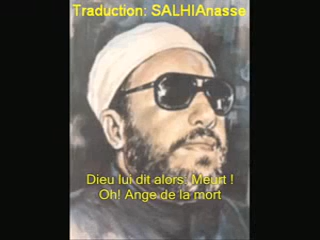 Traduction: SALHIAnasse
Dieu lui dit alors: Meurt !
Oh! Ange de la mort